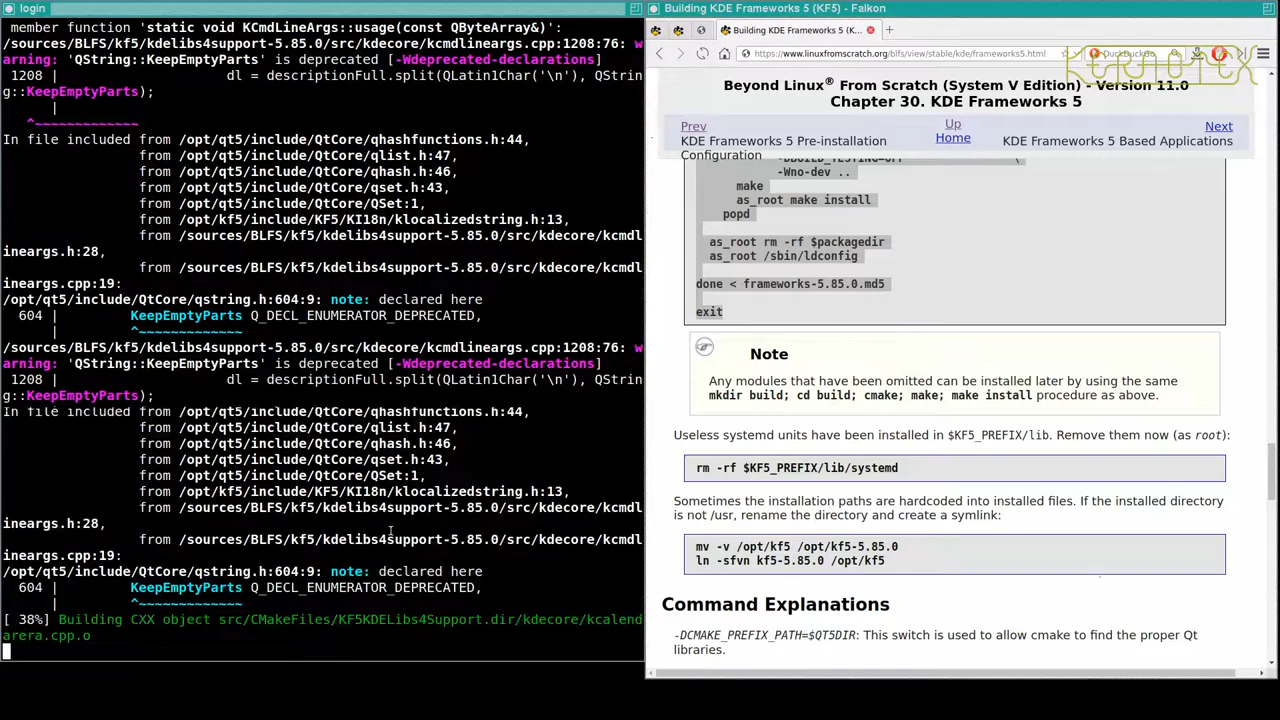 login
member function 'static void KCmdLineArgs::usage(const QByteArray&)':
/sources/BLFS/kf5/kdelibs4support-5.85.0/src/kdecore/kcmdlineargs.cpp:1208:76: w
arning: 'QString::KeepEmptyParts' is deprecated [-Wdeprecated-declarations]
1208 | dl = descriptionFull.split(QLatin1Char('\n'), QStrin
g::KeepEmptyParts);
|
^~~~~~~~~~~~~~
In file included from /opt/qt5/include/QtCore/qhashfunctions.h:44,
from /opt/qt5/include/QtCore/qlist.h:47,
from /opt/qt5/include/QtCore/qhash.h:46,
from /opt/qt5/include/QtCore/qset.h:43,
from /opt/qt5/include/QtCore/QSet:1,
from /opt/kf5/include/KF5/KI18n/klocalizedstring.h:13,
from /sources/BLFS/kf5/kdelibs4support-5.85.0/src/kdecore/kcmdl
ineargs.h:28,
from /sources/BLFS/kf5/kdelibs4support-5.85.0/src/kdecore/kcmdl
ineargs.cpp:19:
/opt/qt5/include/QtCore/qstring.h:604:9: note: declared here
604 | KeepEmptyParts Q_DECL_ENUMERATOR_DEPRECATED,
| ^~~~~~~~~~~~~~
/sources/BLFS/kf5/kdelibs4support-5.85.0/src/kdecore/kcmdlineargs.cpp:1208:76: w
arning: 'QString::KeepEmptyParts' is deprecated [-Wdeprecated-declarations]
1208 | dl = descriptionFull.split(QLatin1Char('\n'), QStrin
g::KeepEmptyParts);
In file included from /opt/qt5/include/QtCore/qhashfunctions.h:44,
from /opt/qt5/include/QtCore/qlist.h:47,
from /opt/qt5/include/QtCore/qhash.h:46,
from /opt/qt5/include/QtCore/qset.h:43,
from /opt/qt5/include/QtCore/QSet:1,
from /opt/kf5/include/KF5/KI18n/klocalizedstring.h:13,
from /sources/BLFS/kf5/kdelibs4support-5.85.0/src/kdecore/kcmdl
ineargs.h:28,
from /sources/BLFS/kf5/kdelibs4support-5.85.0/src/kdecore/kcmdl
ineargs.cpp:19:
/opt/qt5/include/QtCore/qstring.h:604:9: note: declared here
604 | KeepEmptyParts Q_DECL_ENUMERATOR_DEPRECATED,
| ^~~~~~~~~~~~~~
[ 38%] Building CXX object src/CMakeFiles/KF5KDELibs4Support.dir/kdecore/kcalend
arera.cpp.o
Building KDE Frameworks 5 (KF5) - Falkon
Building KDE Frameworks 5 (K...
https://www.linuxfromscratch.org/blfs/view/stable/kde/frameworks5.html
DuckDuckGo
KERNOTEX
Beyond Linux® From Scratch (System V Edition) - Version 11.0
Chapter 30. KDE Frameworks 5
Prev
Up
Next
KDE Frameworks 5 Pre-installation Configuration
Home
KDE Frameworks 5 Based Applications
-DBUILD_TESTING=OFF \
-Wno-dev ..
make
as_root make install
popd
as_root rm -rf $packagedir
as_root /sbin/ldconfig
done < frameworks-5.85.0.md5
exit
Note
Any modules that have been omitted can be installed later by using the same
mkdir build; cd build; cmake; make; make install procedure as above.
Useless systemd units have been installed in $KF5_PREFIX/lib. Remove them now (as root):
rm -rf $KF5_PREFIX/lib/systemd
Sometimes the installation paths are hardcoded into installed files. If the installed directory
is not /usr, rename the directory and create a symlink:
mv -v /opt/kf5 /opt/kf5-5.85.0
ln -sfvn kf5-5.85.0 /opt/kf5
Command Explanations
-DCMAKE_PREFIX_PATH=$QT5DIR: This switch is used to allow cmake to find the proper Qt
libraries.